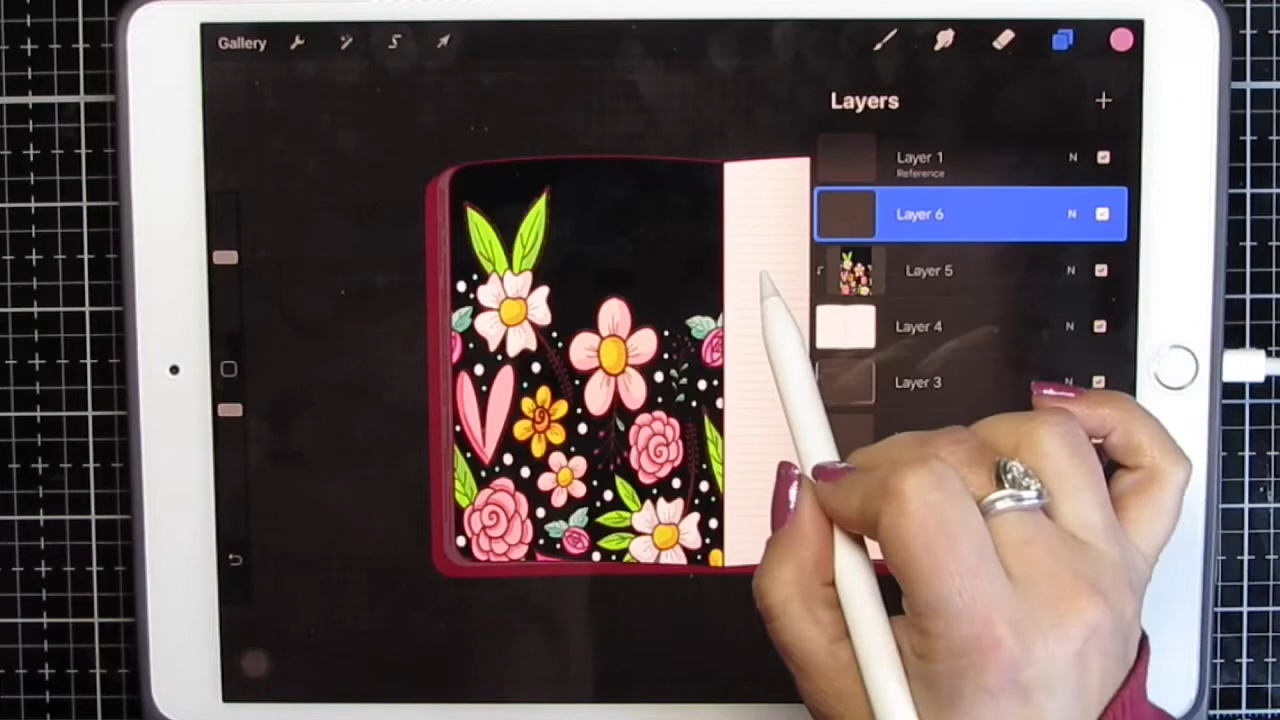 Gallery
Layers
Layer 1 N
Reference
Layer 6 N
Layer 5 N
Layer 4 N
Layer 3 N